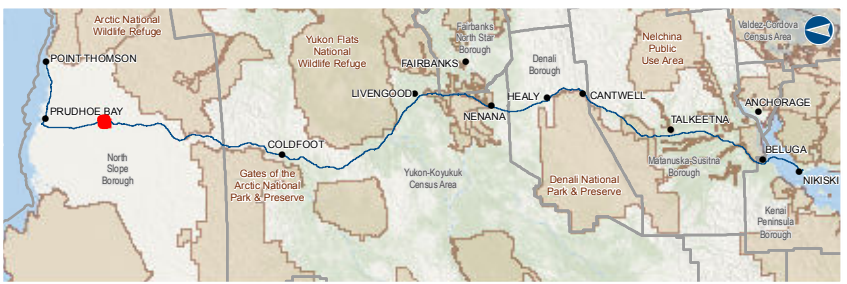 Arctic National
Wildlife Refuge
POINT THOMSON
PRUDHOE BAY
North
Slope
Borough
COLDFOOT
Gates of the
Arctic National
Park & Preserve
Yukon Flats
National
Wildlife Refuge
LIVENGOOD
FAIRBANKS
Fairbanks
North Star
Borough
NENANA
Yukon-Koyukuk
Census Area
Denali
Borough
HEALY
CANTWELL
Denali National
Park & Preserve
Nelchina
Public
Use Area
TALKEETNA
Matanuska-Susitna
Borough
Valdez-Cordova
Census Area
ANCHORAGE
BELUGA
NIKISKI
Kenai
Peninsula
Borough